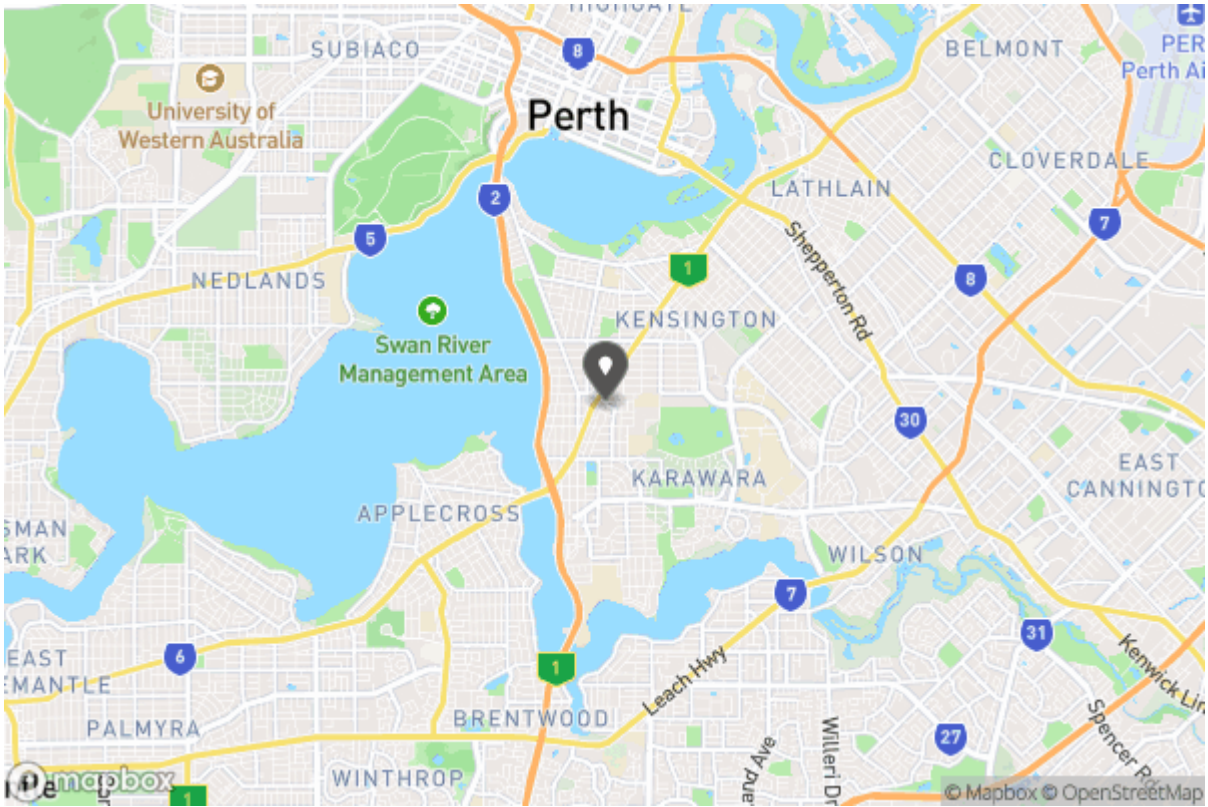 HIGHGATE
SUBIACO
8
BELMONT
PER
Perth Ai
University of
Western Australia
Perth
CLOVERDALE
LATHLAIN
2
5
7
Shepperton Rd
NEDLANDS
1
8
KENSINGTON
Swan River
Management Area
30
KARAWARA
EAST
CANNINGTO
APPLECROSS
SMAN
ARK
WILSON
7
31
6
EAST
EMANTLE
1
Leach Hwy
Kenwick Lin
BRENTWOOD
PALMYRA
27
Willeri Dr
Spencer Rd
nd Ave
WINTHROP
mapbox
1
© Mapbox © OpenStreetMap